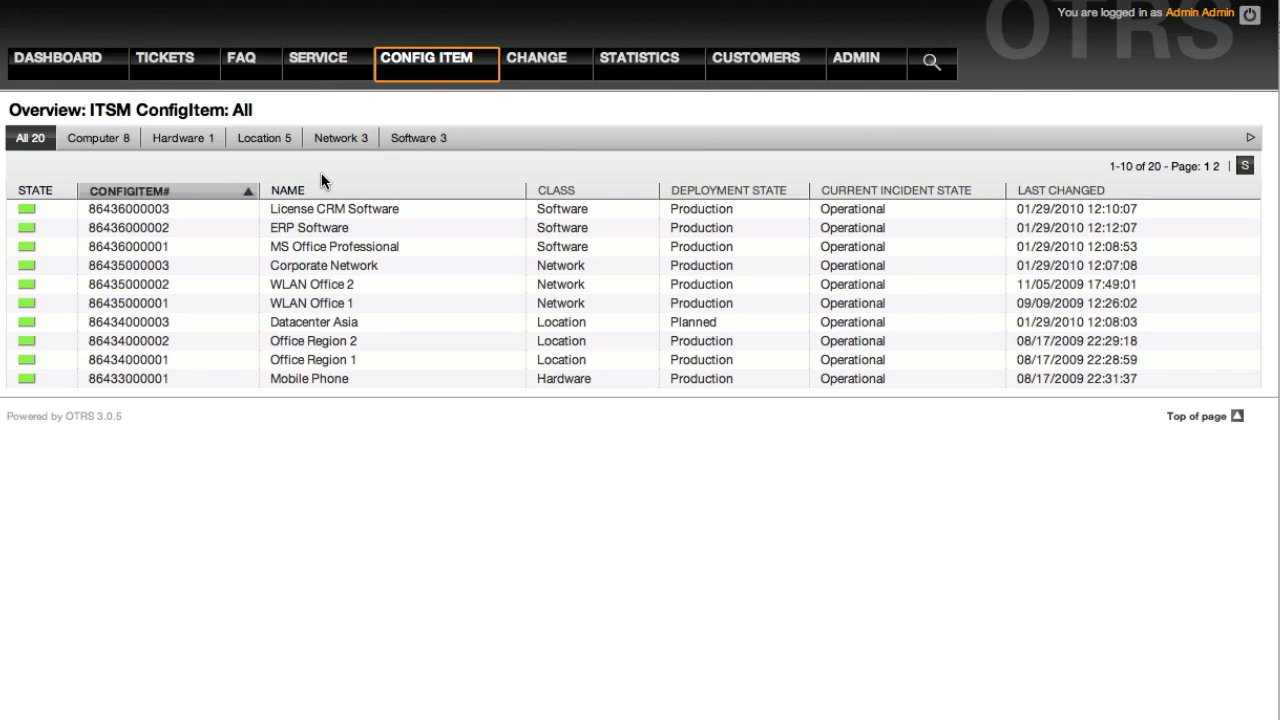 You are logged in as Admin Admin
OTRS
DASHBOARD TICKETS FAQ SERVICE CONFIG ITEM CHANGE STATISTICS CUSTOMERS ADMIN
Overview: ITSM ConfigItem: All
All 20 Computer 8 Hardware 1 Location 5 Network 3 Software 3
1-10 of 20 - Page: 1 2 | S
STATE CONFIGITEM# NAME CLASS DEPLOYMENT STATE CURRENT INCIDENT STATE LAST CHANGED
86436000003 License CRM Software Software Production Operational 01/29/2010 12:10:07
86436000002 ERP Software Software Production Operational 01/29/2010 12:12:07
86436000001 MS Office Professional Software Production Operational 01/29/2010 12:08:53
86435000003 Corporate Network Network Production Operational 01/29/2010 12:07:08
86435000002 WLAN Office 2 Network Production Operational 11/05/2009 17:49:01
86435000001 WLAN Office 1 Network Production Operational 09/09/2009 12:26:02
86434000003 Datacenter Asia Location Planned Operational 01/29/2010 12:08:03
86434000002 Office Region 2 Location Production Operational 08/17/2009 22:29:18
86434000001 Office Region 1 Location Production Operational 08/17/2009 22:28:59
86433000001 Mobile Phone Hardware Production Operational 08/17/2009 22:31:37
Powered by OTRS 3.0.5 Top of page